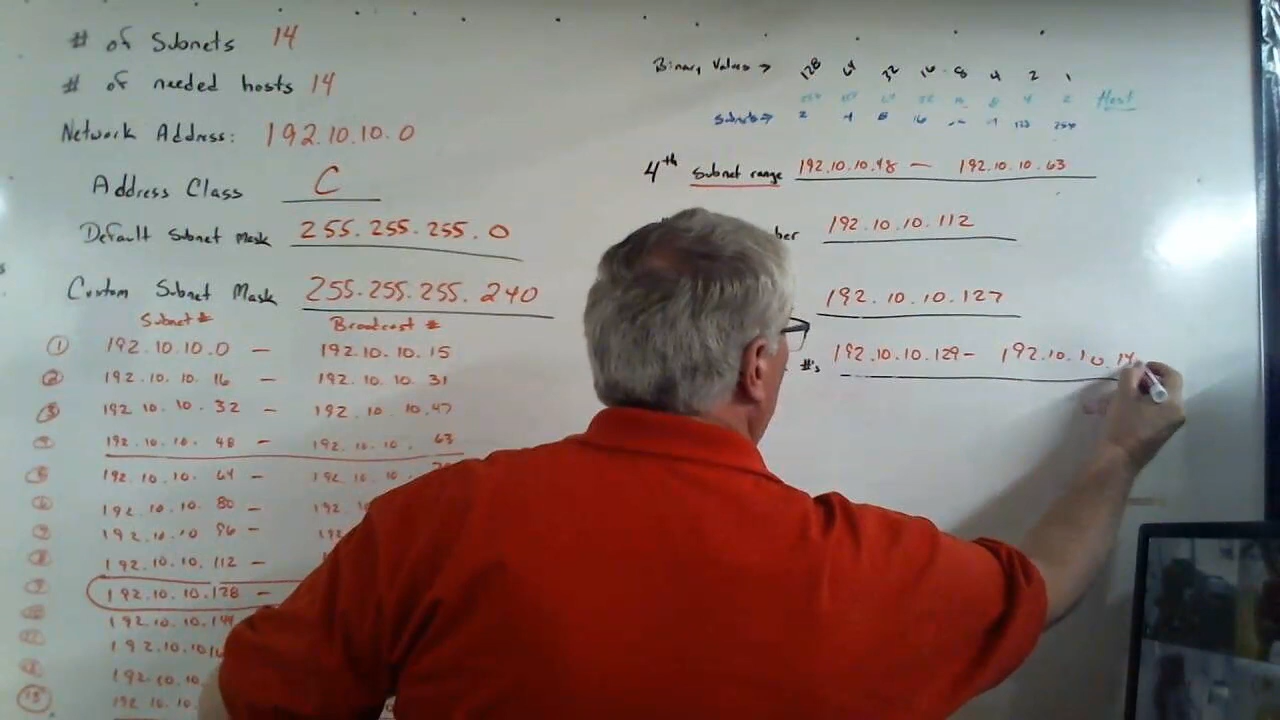 # of Subnets 14
# of needed hosts 14
Network Address: 192.10.10.0
Address Class C
Default Subnet Mask 255.255.255.0
Custom Subnet Mask 255.255.255.240
Subnet # Broadcast #
1 192.10.10.0 – 192.10.10.15
2 192.10.10.16 – 192.10.10.31
3 192.10.10.32 – 192.10.10.47
4 192.10.10.48 – 192.10.10.63
5 192.10.10.64 – 192.10.10.
6 192.10.10.80 – 192
7 192.10.10 96 – 192
8 192.10.10.112 –
9 192.10.10.128 –
192.10.10.144
192.10.10
192.10.10.
192.10.10.
Binary Values → 128 64 32 16 8 4 2 1
Host
Subnets → 2 4 8 16
4th Subnet range 192.10.10.48 – 192.10.10.63
ber 192.10.10.112
192.10.10.127
#'s 192.10.10.129 – 192.10.10.14